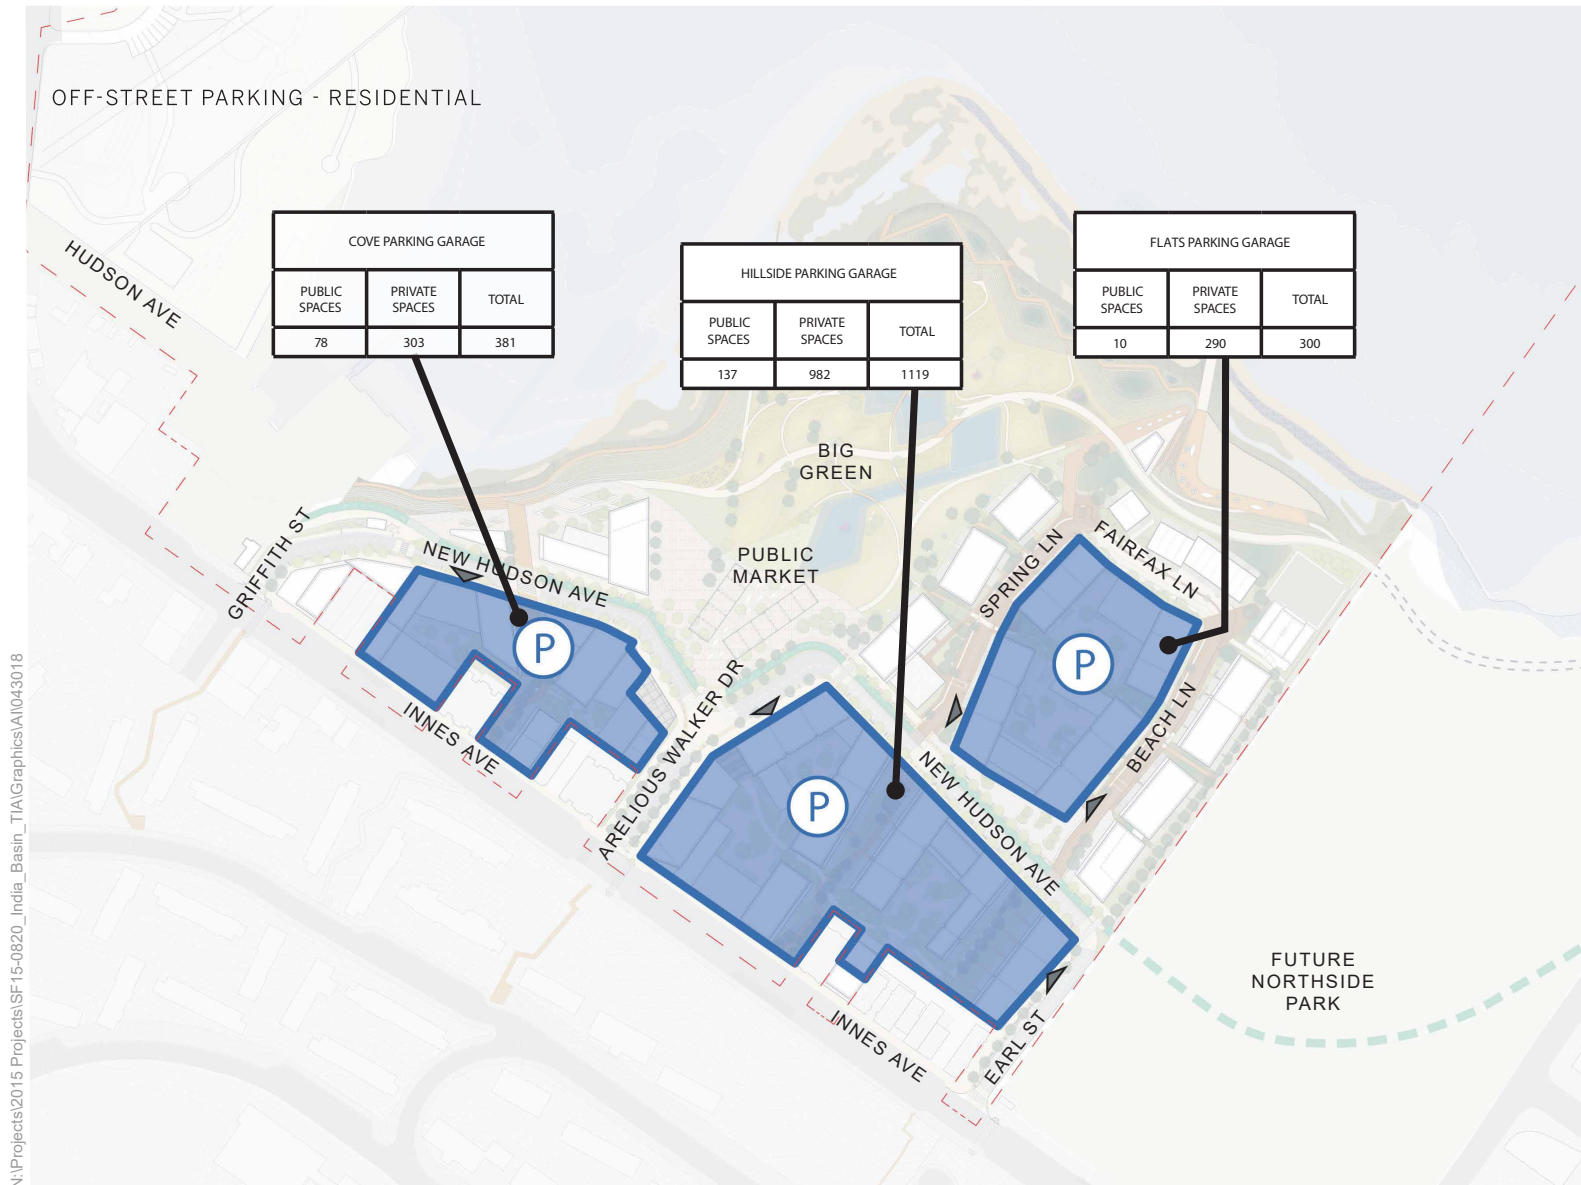 OFF-STREET PARKING - RESIDENTIAL
HUDSON AVE
COVE PARKING GARAGE
PUBLIC
SPACES
PRIVATE
SPACES
TOTAL
78
303
381
HILLSIDE PARKING GARAGE
PUBLIC
SPACES
PRIVATE
SPACES
TOTAL
137
982
1119
FLATS PARKING GARAGE
PUBLIC
SPACES
PRIVATE
SPACES
TOTAL
10
290
300
BIG
GREEN
PUBLIC
MARKET
GRIFFITH ST
NEW HUDSON AVE
SPRING LN
FAIRFAX LN
P
P
P
INNES AVE
ARELIOUS WALKER DR
BEACH LN
NEW HUDSON AVE
INNES AVE
EARL ST
FUTURE
NORTHSIDE
PARK
N:\Projects\2015 Projects\SF15-0820_India_Basin_TIA\Graphics\AI\043018